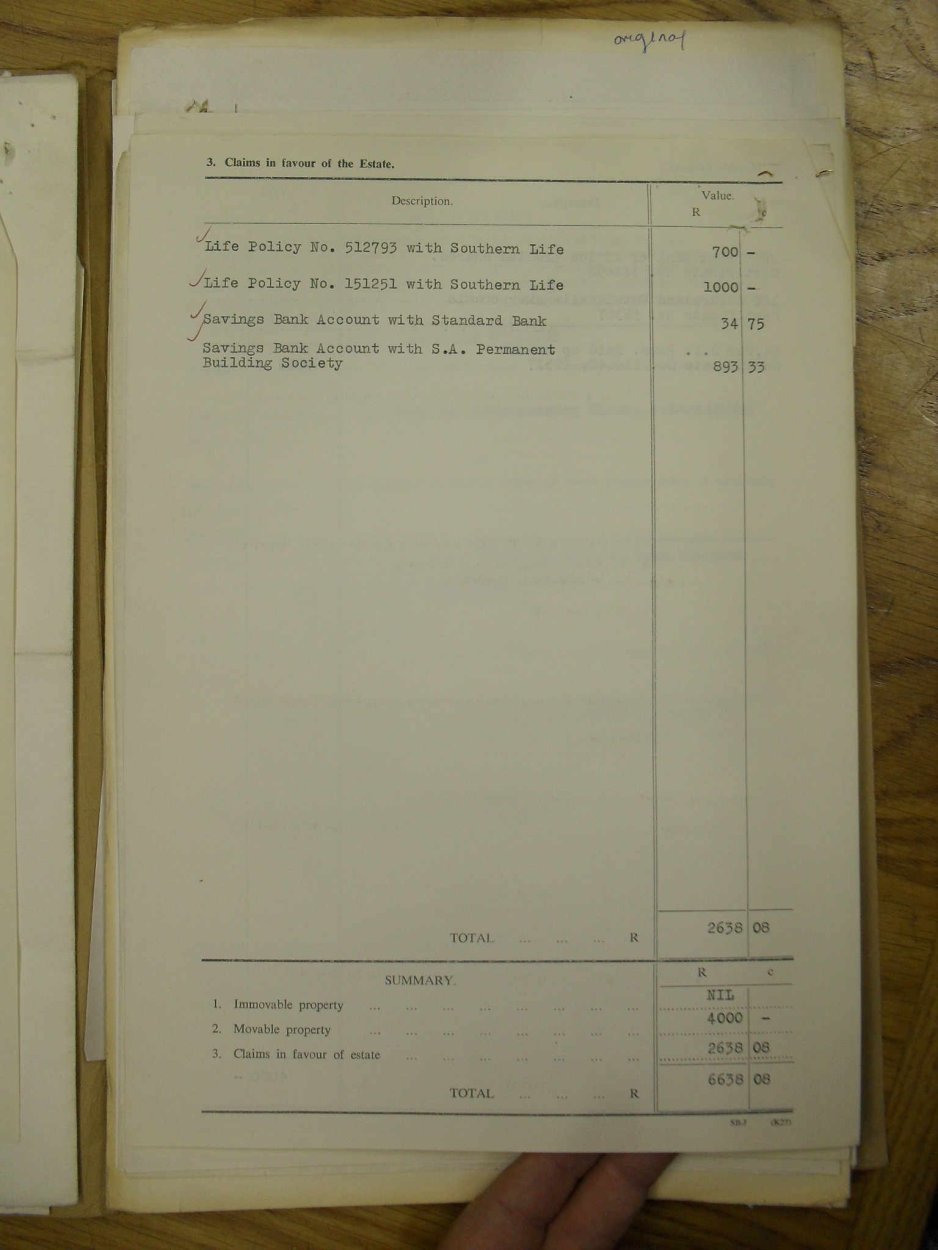 original
3. Claims in favour of the Estate.
Description.
Value.
R c
Life Policy No. 512793 with Southern Life 700 -
Life Policy No. 151251 with Southern Life 1000 -
Savings Bank Account with Standard Bank 34 75
Savings Bank Account with S.A. Permanent
Building Society 893 33
TOTAL ... ... ... R 2638 08
SUMMARY. R c
1. Immovable property ... ... ... ... ... ... ... ... NIL
2. Movable property ... ... ... ... ... ... ... ... 4000 -
3. Claims in favour of estate ... ... ... ... ... ... ... 2638 08
TOTAL ... ... ... R 6638 08